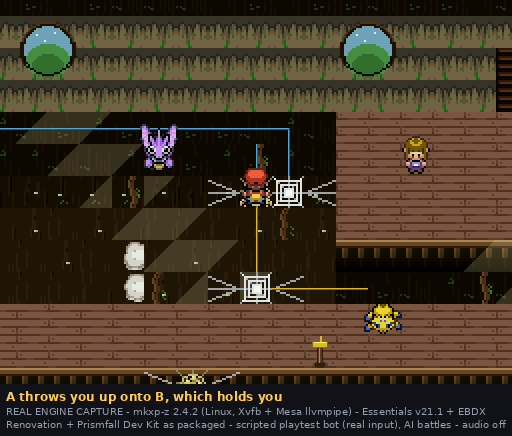 A throws you up onto B, which holds you
REAL ENGINE CAPTURE - mkxp-z 2.4.2 (Linux, Xvfb + Mesa llvmpipe) - Essentials v21.1 + EBDX
Renovation + Prismfall Dev Kit as packaged - scripted playtest bot (real input), AI battles - audio off